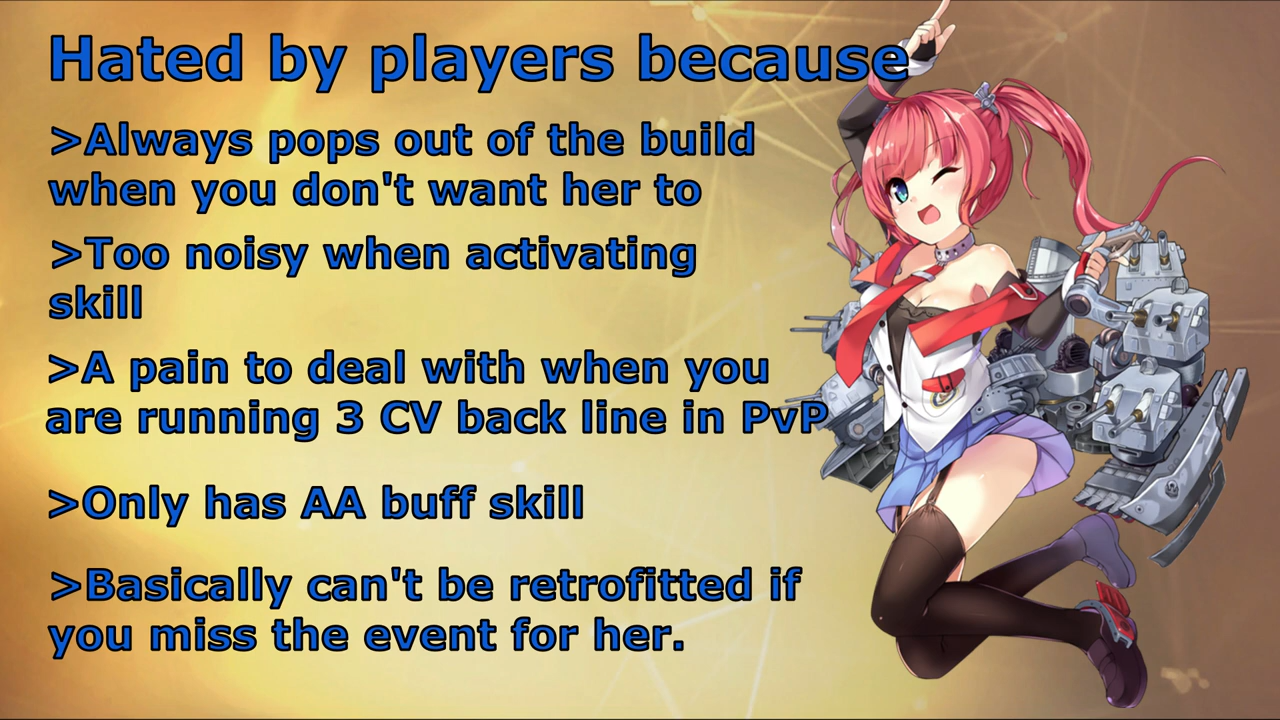 Hated by players because
>Always pops out of the build
when you don't want her to
>Too noisy when activating
skill
>A pain to deal with when you
are running 3 CV back line in PvP
>Only has AA buff skill
>Basically can't be retrofitted if
you miss the event for her.